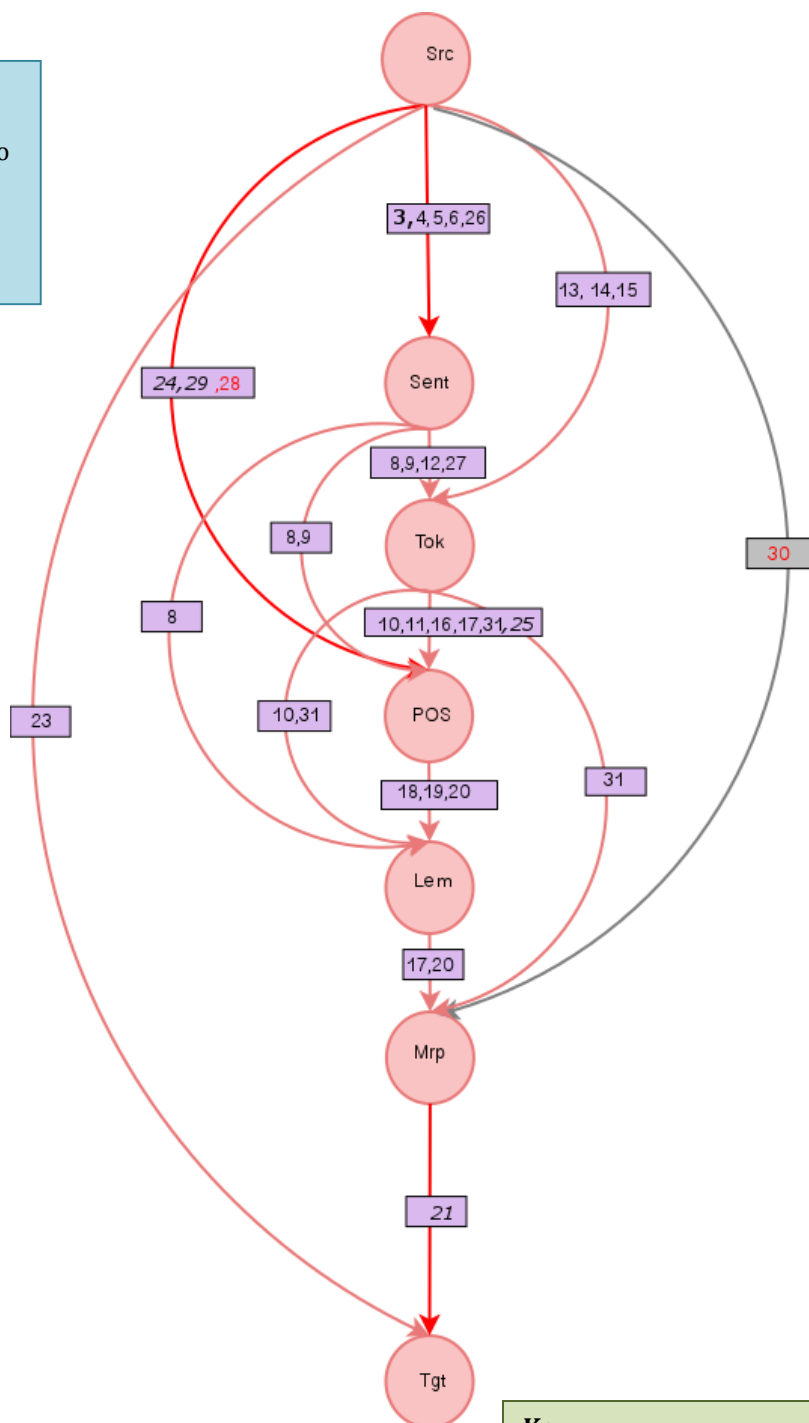 Src
o
3,4,5,6,26
13, 14,15
24,29 ,28
Sent
8,9,12,27
8,9
Tok
30
8
10,11,16,17,31,25
10,31
POS
23
31
18,19,20
Lem
17,20
Mrp
21
Tgt